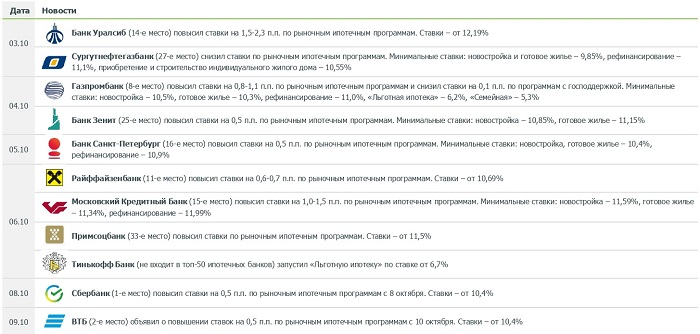 Дата Новости
03.10
Банк Уралсиб (14-е место) повысил ставки на 1,5-2,3 п.п. по рыночным ипотечным программам. Ставки – от 12,19%
Сургутнефтегазбанк (27-е место) снизил ставки по рыночным ипотечным программам. Минимальные ставки: новостройка и готовое жилье – 9,85%, рефинансирование –
11,1%, приобретение и строительство индивидуального жилого дома – 10,55%
04.10
Газпромбанк (8-е место) повысил ставки на 0,8-1,1 п.п. по рыночным ипотечным программам и снизил ставки на 0,1 п.п. по программам с господдержкой. Минимальные
ставки: новостройка – 10,5%, готовое жилье – 10,3%, рефинансирование – 11,0%, «Льготная ипотека» – 6,2%, «Семейная» – 5,3%
Банк Зенит (25-е место) повысил ставки на 0,5 п.п. по рыночным ипотечным программам. Минимальные ставки: новостройка – 10,85%, готовое жилье – 11,15%
05.10
Банк Санкт-Петербург (16-е место) повысил ставки на 0,5 п.п. по рыночным ипотечным программам. Минимальные ставки: новостройка, готовое жилье – 10,4%,
рефинансирование – 10,9%
06.10
Райффайзенбанк (11-е место) повысил ставки на 0,6-0,7 п.п. по рыночным ипотечным программам. Ставки – от 10,69%
Московский Кредитный Банк (15-е место) повысил ставки на 1,0-1,5 п.п. по рыночным ипотечным программам. Минимальные ставки: новостройка – 11,59%, готовое жилье
– 11,34%, рефинансирование – 11,99%
Примсоцбанк (33-е место) повысил ставки по рыночным ипотечным программам. Ставки – от 11,5%
Тинькофф Банк (не входит в топ-50 ипотечных банков) запустил «Льготную ипотеку» по ставке от 6,7%
08.10
Сбербанк (1-е место) повысил ставки на 0,5 п.п. по рыночным ипотечным программам с 8 октября. Ставки – от 10,4%
09.10
ВТБ (2-е место) объявил о повышении ставок на 0,5 п.п. по рыночным ипотечным программам с 10 октября. Ставки – от 10,4%